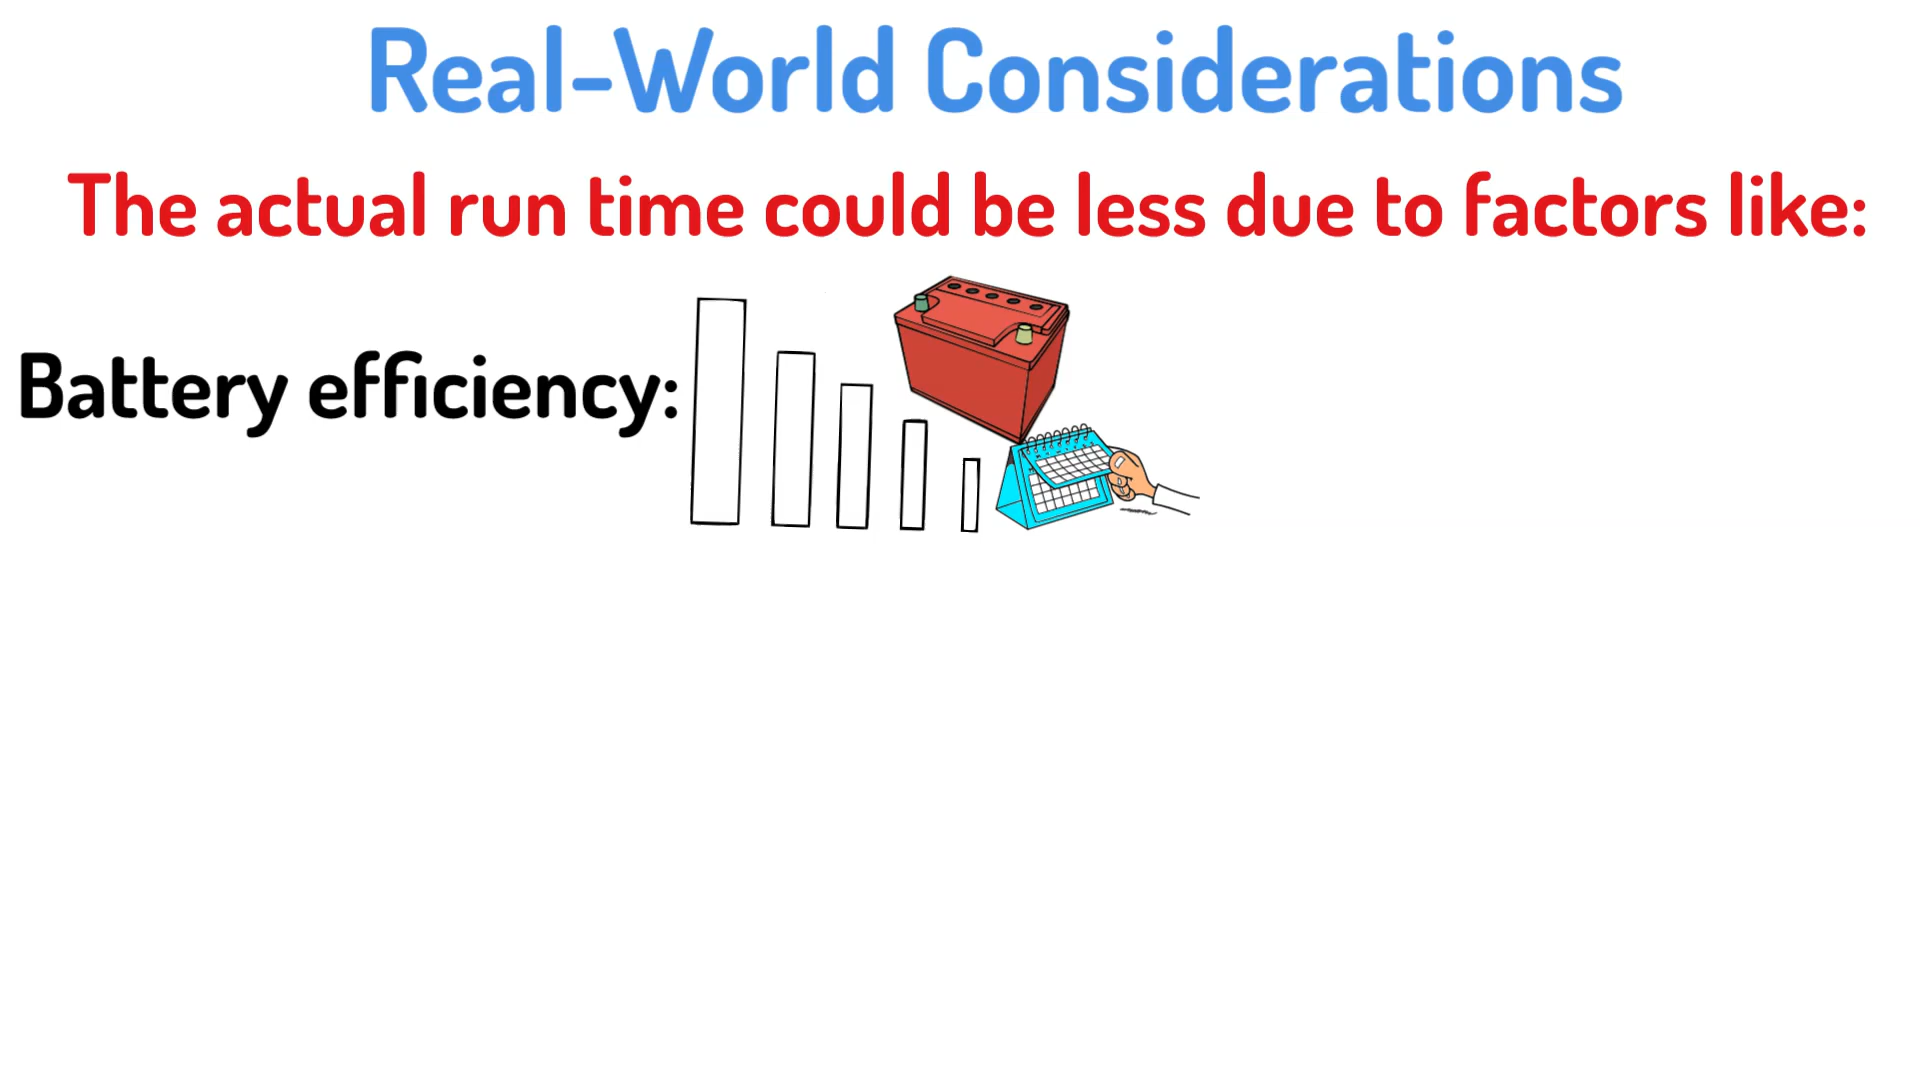 Real-World Considerations
The actual run time could be less due to factors like:
Battery efficiency: